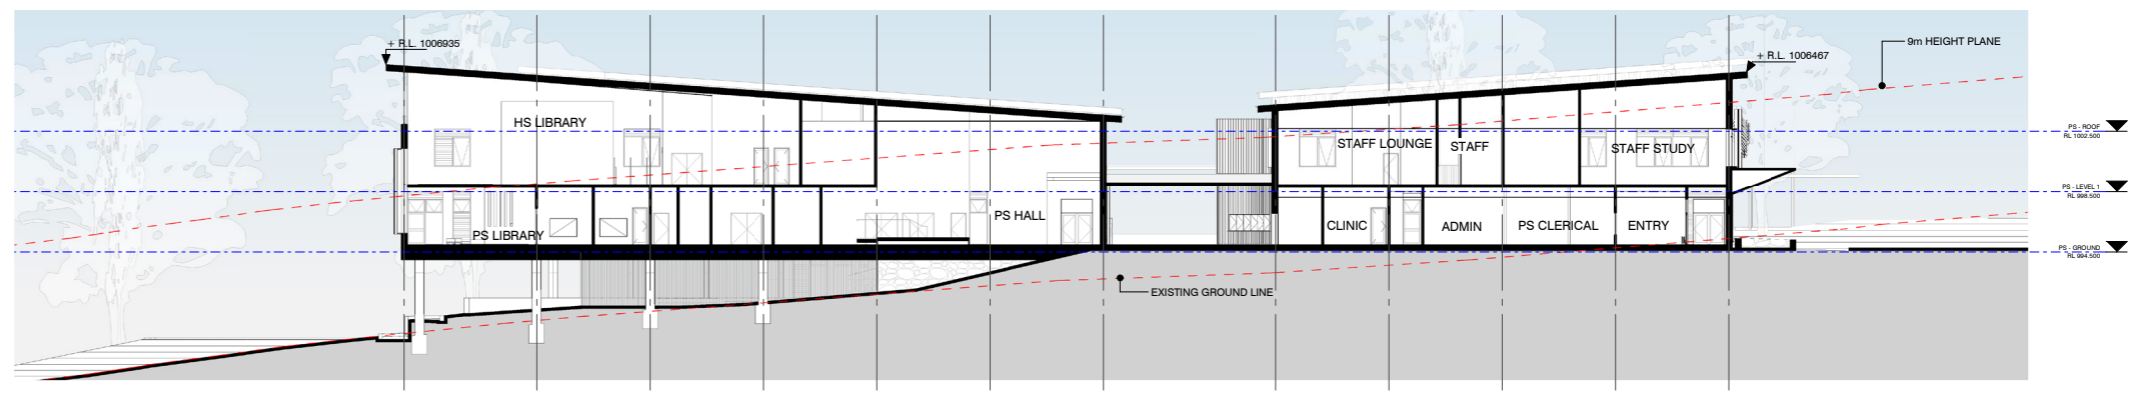 + R.L. 1006935
9m HEIGHT PLANE
+ R.L. 1006467
HS LIBRARY
PS - ROOF
RL 1002.500
STAFF LOUNGE
STAFF
STAFF STUDY
PS - LEVEL 1
RL 998.500
PS LIBRARY
PS HALL
CLINIC
ADMIN
PS CLERICAL
ENTRY
PS - GROUND
RL 994.500
EXISTING GROUND LINE